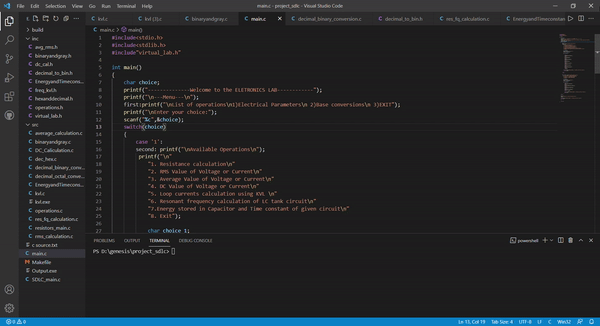 File Edit Selection View Go Run Terminal Help
main.c - project_sdlc - Visual Studio Code
kvl.c
kvl (3).c
binaryandgray.c
main.c
decimal_binary_conversion.c
decimal_to_bin.c
res_fq_calculation.c
EnergyandTimeconstan
build
inc
avg_rms.h
binaryandgray.h
dc_cal.h
decimal_to_bin.h
EnergyandTimecons...
freq_kvl.h
hexanddecimal.h
operations.h
virtual_lab.h
src
average_calculation.c
binaryandgray.c
DC_Calculation.c
dec_hex.c
decimal_binary_conv...
decimal_octal_conve...
EnergyandTimecons...
kvl.c
kvl.exe
operations.c
res_fq_calculation.c
resistors_main.c
rms_calculation.c
c source.txt
main.c
Makefile
Output.exe
SDLC_main.c
main.c > main()
1 #include<stdio.h>
2 #include<stdlib.h>
3 #include"virtual_lab.h"
4
5 int main()
6 {
7 char choice;
8 printf("--------------Welcome to the ELETRONICS LAB------------");
9 printf("\n---Menu---\n");
10 first:printf("\nList of operations\n1)Electrical Parameters\n 2)Base conversion\n 3)EXIT");
11 printf("\nEnter your choice:");
12 scanf("%c",&choice);
13 switch(choice)
14 {
15 case '1':
16 second: printf("\nAvailable Operations\n");
17 printf("\n"
18 "1. Resistance calculation\n"
19 "2. RMS Value of Voltage or Current\n"
20 "3. Average Value of Voltage or Current\n"
21 "4. DC Value of Voltage or Current\n"
22 "5. Loop currents calculation using KVL \n"
23 "6. Resonant frequency calculation of LC tank circuit\n"
24 "7.Energy stored in Capacitor and Time constant of given circuit\n"
25 "8. Exit");
26
27 char choice_1;
PROBLEMS OUTPUT TERMINAL DEBUG CONSOLE
powershell
PS D:\genesis\project_sdlc>
0 0
Ln 13, Col 19 Tab Size: 4 UTF-8 LF C Win32